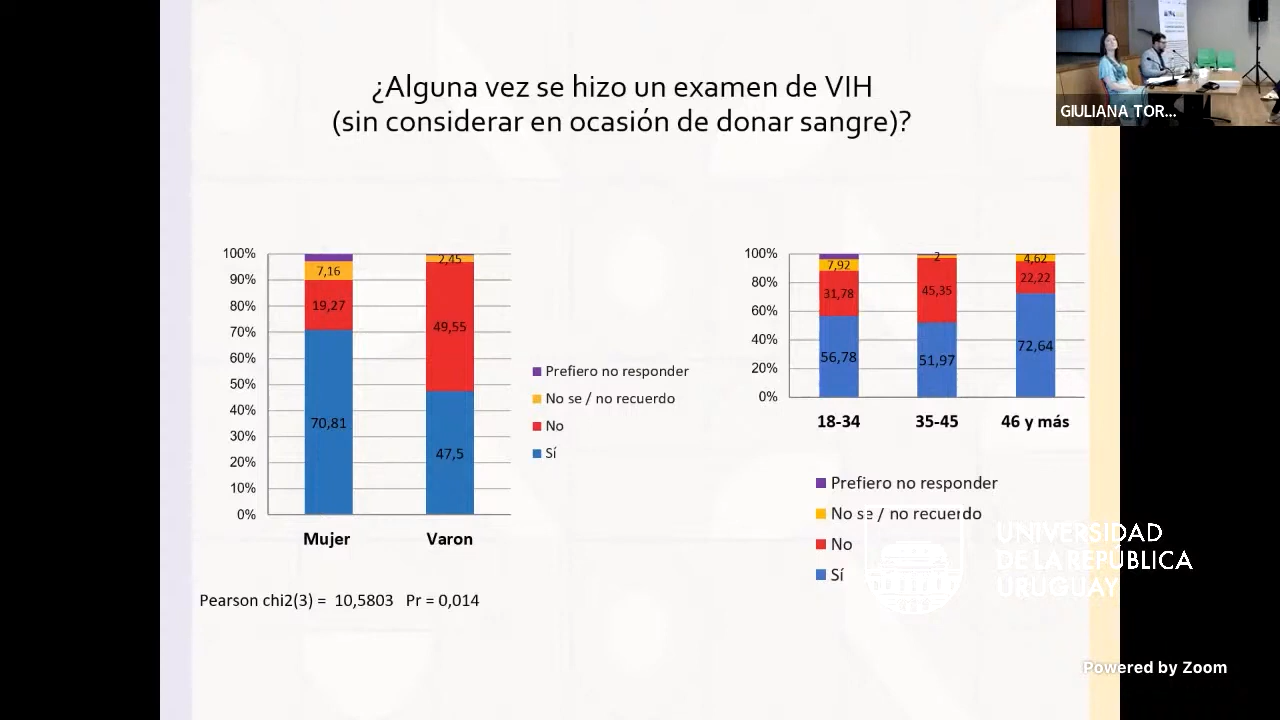 ¿Alguna vez se hizo un examen de VIH
(sin considerar en ocasión de donar sangre)?
GIULIANA TOR...
100%
90%
80%
70%
60%
50%
40%
30%
20%
10%
0%
7,16
19,27
70,81
2,45
49,55
47,5
Mujer
Varon
Prefiero no responder
No se / no recuerdo
No
Sí
Pearson chi2(3) = 10,5803 Pr = 0,014
100%
80%
60%
40%
20%
0%
7,92
31,78
56,78
2
45,35
51,97
4,62
22,22
72,64
18-34
35-45
46 y más
Prefiero no responder
No se / no recuerdo
No
Sí
UNIVERSIDAD
DE LA REPÚBLICA
URUGUAY
Powered by Zoom